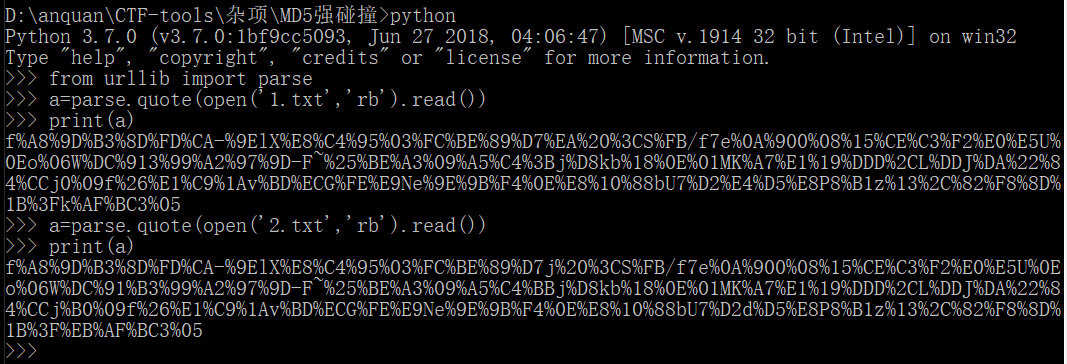 D:\anquan\CTF-tools\杂项\MD5强碰撞>python
Python 3.7.0 (v3.7.0:1bf9cc5093, Jun 27 2018, 04:06:47) [MSC v.1914 32 bit (Intel)] on win32
Type "help", "copyright", "credits" or "license" for more information.
>>> from urllib import parse
>>> a=parse.quote(open('1.txt','rb').read())
>>> print(a)
f%A8%9D%B3%8D%FD%CA-%9ElX%E8%C4%95%03%FC%BE%89%D7%EA%20%3CS%FB/f7e%0A%900%08%15%CE%C3%F2%E0%E5U%
0Eo%06W%DC%913%99%A2%97%9D-F~%25%BE%A3%09%A5%C4%3Bj%D8kb%18%0E%01MK%A7%E1%19%DDD%2CL%DDJ%DA%22%8
4%CCj0%09f%26%E1%C9%1Av%BD%ECG%FE%E9Ne%9E%9B%F4%0E%E8%10%88bU7%D2%E4%D5%E8P8%B1z%13%2C%82%F8%8D%
1B%3Fk%AF%BC3%05
>>> a=parse.quote(open('2.txt','rb').read())
>>> print(a)
f%A8%9D%B3%8D%FD%CA-%9ElX%E8%C4%95%03%FC%BE%89%D7j%20%3CS%FB/f7e%0A%900%08%15%CE%C3%F2%E0%E5U%0E
o%06W%DC%91%B3%99%A2%97%9D-F~%25%BE%A3%09%A5%C4%BBj%D8kb%18%0E%01MK%A7%E1%19%DDD%2CL%DDJ%DA%22%8
4%CCj%B0%09f%26%E1%C9%1Av%BD%ECG%FE%E9Ne%9E%9B%F4%0E%E8%10%88bU7%D2d%D5%E8P8%B1z%13%2C%82%F8%8D%
1B%3F%EB%AF%BC3%05
>>>